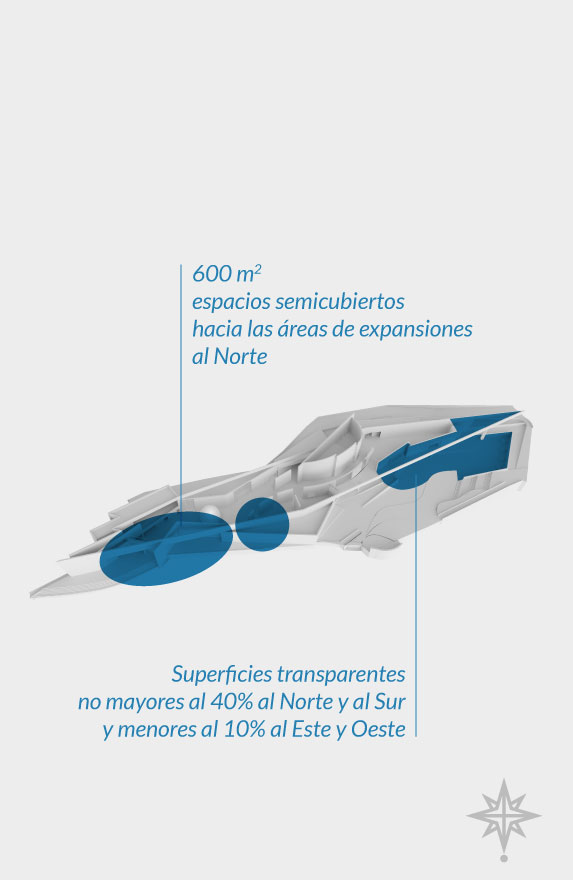 600 m²
espacios semicubiertos
hacia las áreas de expansiones
al Norte
Superficies transparentes
no mayores al 40% al Norte y al Sur
y menores al 10% al Este y Oeste